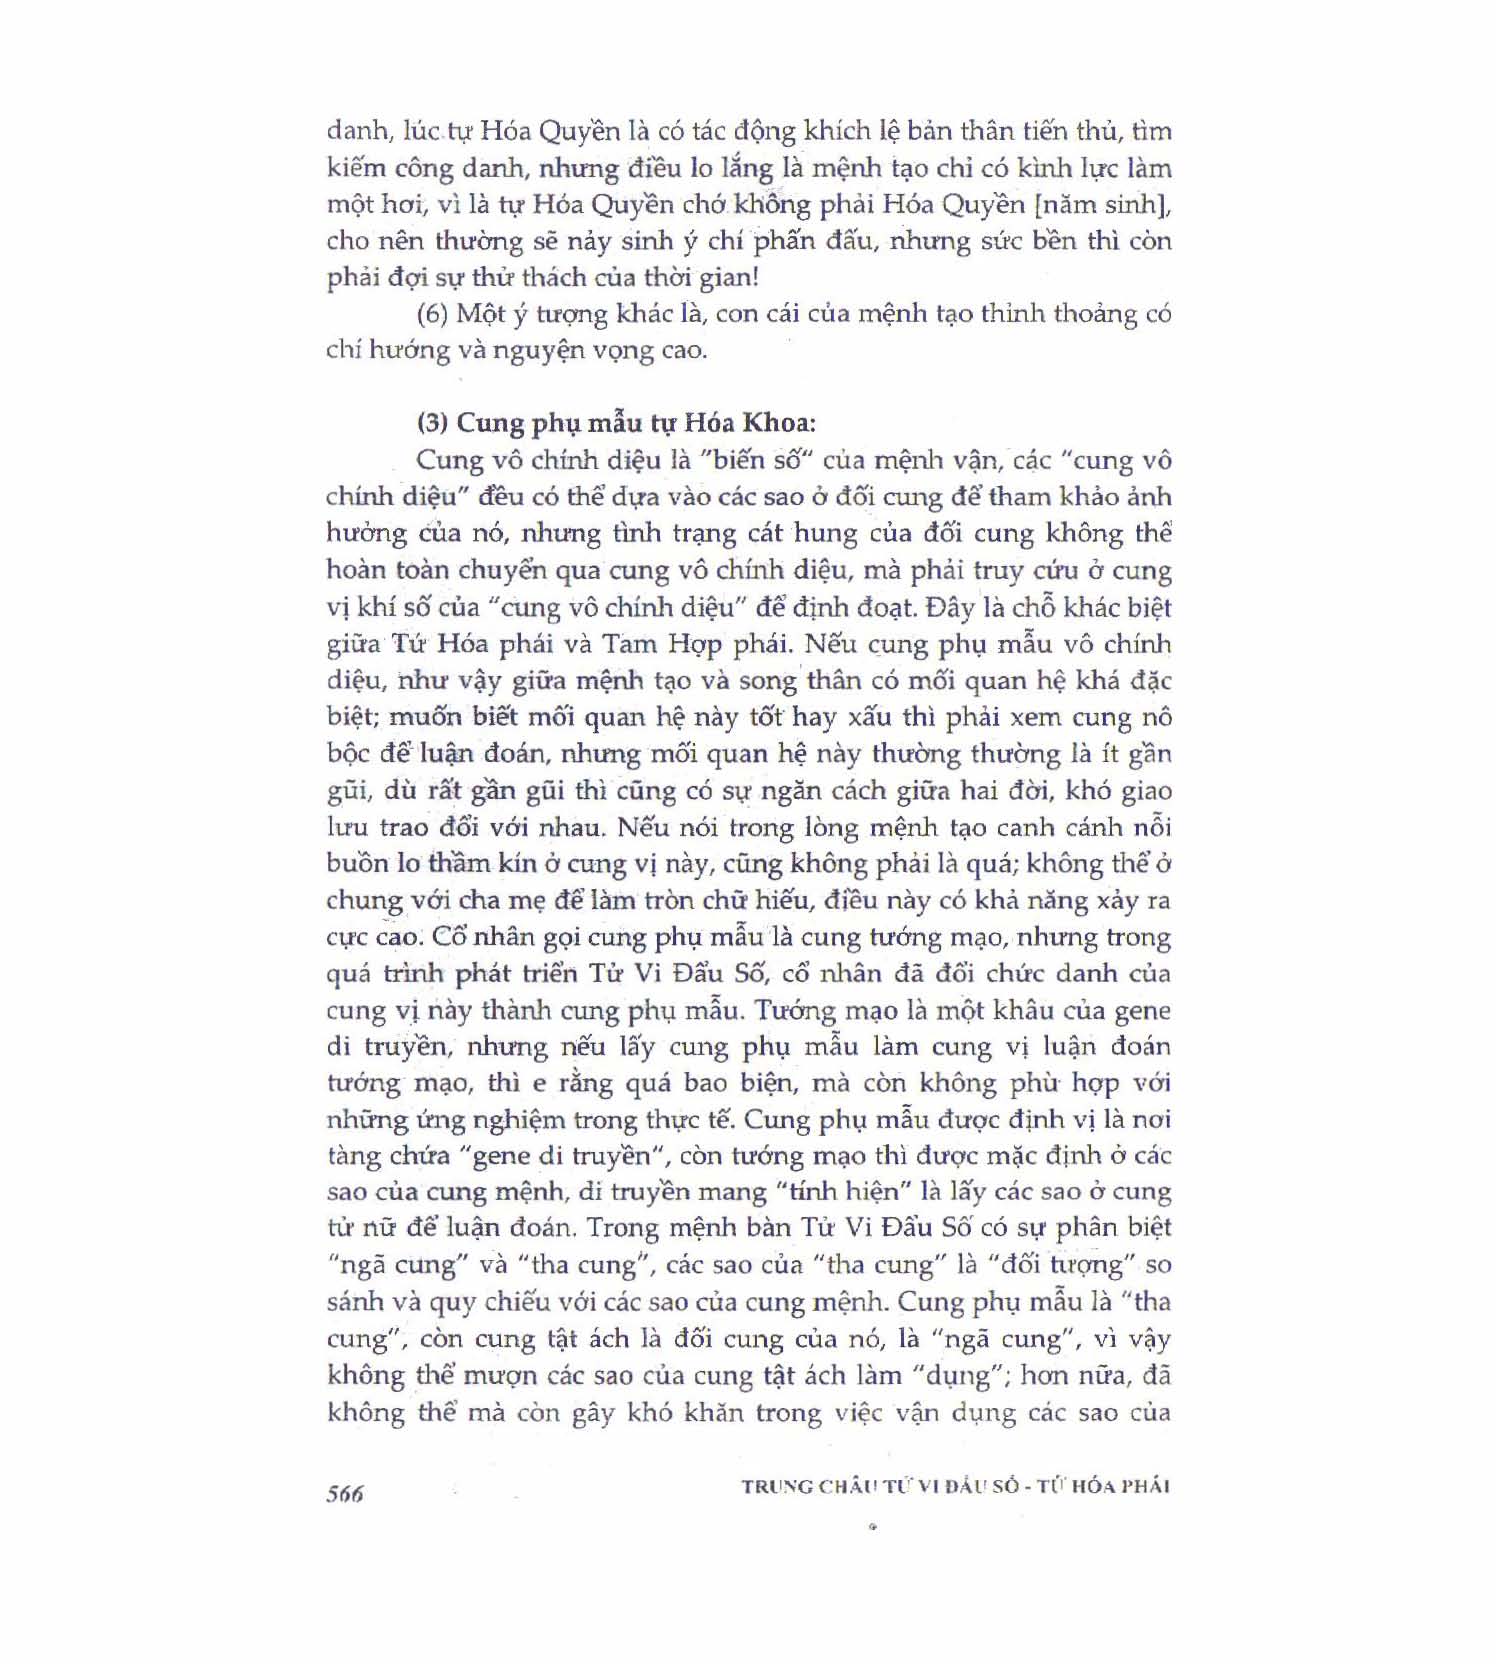 danh, lúc tự Hóa Quyền là có tác động khích lệ bản thân tiến thủ, tìm
kiếm công danh, nhưng điều lo lắng là mệnh tạo chỉ có kình lực làm
một hơi, vì là tự Hóa Quyền chớ không phải Hóa Quyền [năm sinh],
cho nên thường sẽ nảy sinh ý chí phấn đấu, nhưng sức bền thì còn
phải đợi sự thử thách của thời gian!
(6) Một ý tượng khác là, con cái của mệnh tạo thỉnh thoảng có
chí hướng và nguyện vọng cao.
(3) Cung phụ mẫu tự Hóa Khoa:
Cung vô chính diệu là "biến số" của mệnh vận, các "cung vô
chính diệu" đều có thể dựa vào các sao ở đối cung để tham khảo ảnh
hưởng của nó, nhưng tình trạng cát hung của đối cung không thể
hoàn toàn chuyển qua cung vô chính diệu, mà phải truy cứu ở cung
vị khí số của "cung vô chính diệu" để định đoạt. Đây là chỗ khác biệt
giữa Tứ Hóa phái và Tam Hợp phái. Nếu cung phụ mẫu vô chính
diệu, như vậy giữa mệnh tạo và song thân có mối quan hệ khá đặc
biệt; muốn biết mối quan hệ này tốt hay xấu thì phải xem cung nô
bộc để luận đoán, nhưng mối quan hệ này thường thường là ít gần
gũi, dù rất gần gũi thì cũng có sự ngăn cách giữa hai đời, khó giao
lưu trao đổi với nhau. Nếu nói trong lòng mệnh tạo canh cánh nỗi
buồn lo thầm kín ở cung vị này, cũng không phải là quá; không thể ở
chung với cha mẹ để làm tròn chữ hiếu, điều này có khả năng xảy ra
cực cao. Cổ nhân gọi cung phụ mẫu là cung tướng mạo, nhưng trong
quá trình phát triển Tử Vi Đẩu Số, cổ nhân đã đổi chức danh của
cung vị này thành cung phụ mẫu. Tướng mạo là một khâu của gene
di truyền, nhưng nếu lấy cung phụ mẫu làm cung vị luận đoán
tướng mạo, thì e rằng quá bao biện, mà còn không phù hợp với
những ứng nghiệm trong thực tế. Cung phụ mẫu được định vị là nơi
tàng chứa "gene di truyền", còn tướng mạo thì được mặc định ở các
sao của cung mệnh, di truyền mang "tính hiện" là lấy các sao ở cung
tử nữ để luận đoán. Trong mệnh bàn Tử Vi Đẩu Số có sự phân biệt
"ngã cung" và "tha cung", các sao của "tha cung" là "đối tượng" so
sánh và quy chiếu với các sao của cung mệnh. Cung phụ mẫu là "tha
cung", còn cung tật ách là đối cung của nó, là "ngã cung", vì vậy
không thể mượn các sao của cung tật ách làm "dụng"; hơn nữa, đã
không thể mà còn gây khó khăn trong việc vận dụng các sao của
566
TRUNG CHÂU TỬ VI ĐẨU SỐ - TỨ HÓA PHÁI